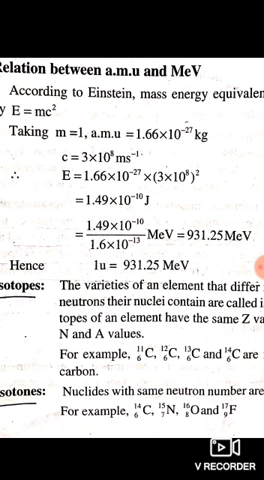 Relation between a.m.u and MeV
According to Einstein, mass energy equivalen
y E = mc²
Taking m =1, a.m.u = 1.66×10⁻²⁷ kg
c = 3×10⁸ ms⁻¹
∴ E = 1.66×10⁻²⁷ ×(3×10⁸)²
= 1.49×10⁻¹⁰ J
= 1.49×10⁻¹⁰ / 1.6×10⁻¹³ MeV = 931.25 MeV
Hence 1u = 931.25 MeV
sotopes: The varieties of an element that differ
neutrons their nuclei contain are called i
topes of an element have the same Z va
N and A values.
For example, ¹¹₆C, ¹²₆C, ¹³₆C and ¹⁴₆C are
carbon.
sotones: Nuclides with same neutron number are
For example, ¹⁴₆C, ¹⁵₇N, ¹⁶₈O and ¹⁷₉F
V RECORDER